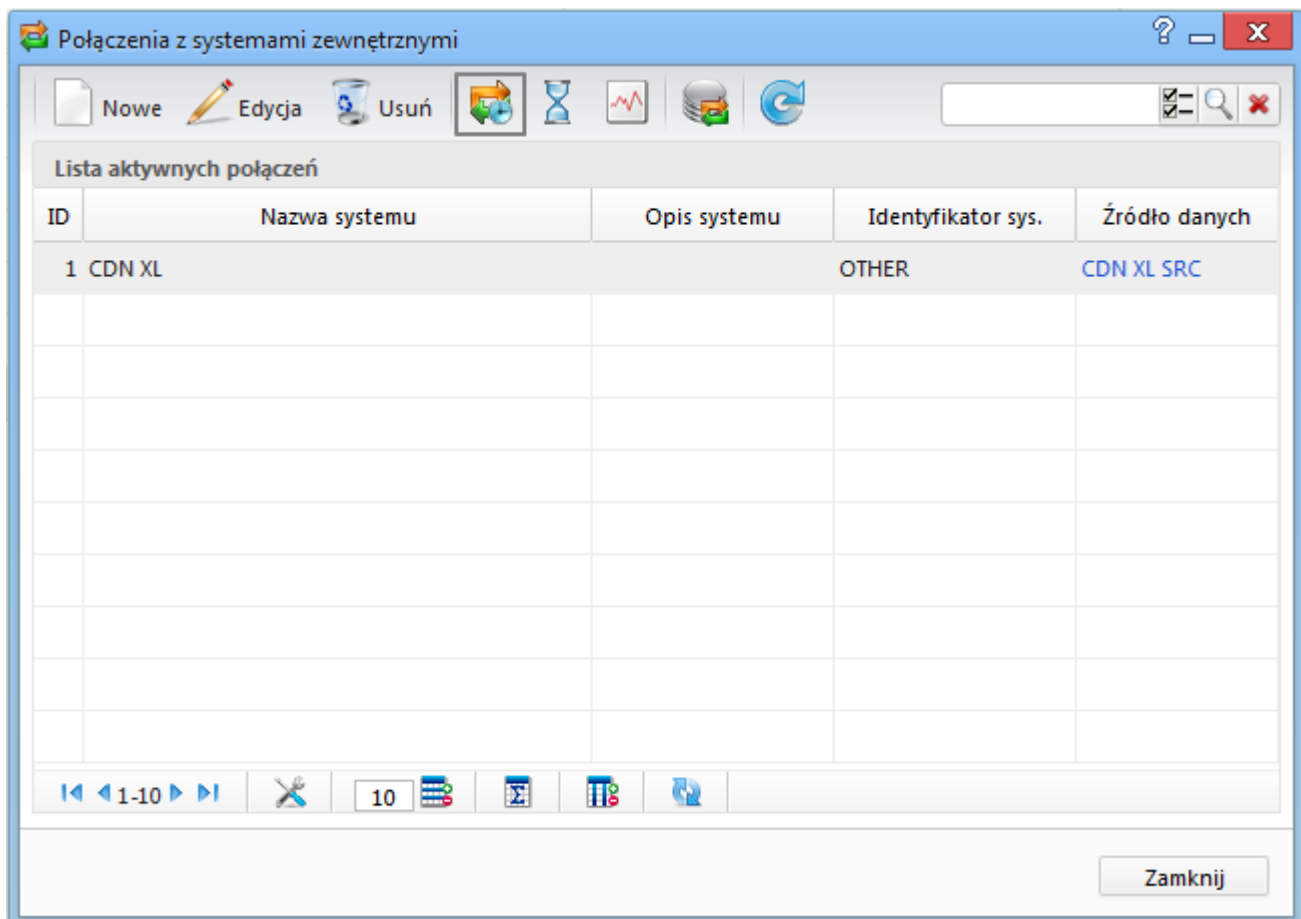 Połączenia z systemami zewnętrznymi
Nowe Edycja Usuń
Lista aktywnych połączeń
ID Nazwa systemu Opis systemu Identyfikator sys. Źródło danych
1 CDN XL OTHER CDN XL SRC
1-10 10
Zamknij